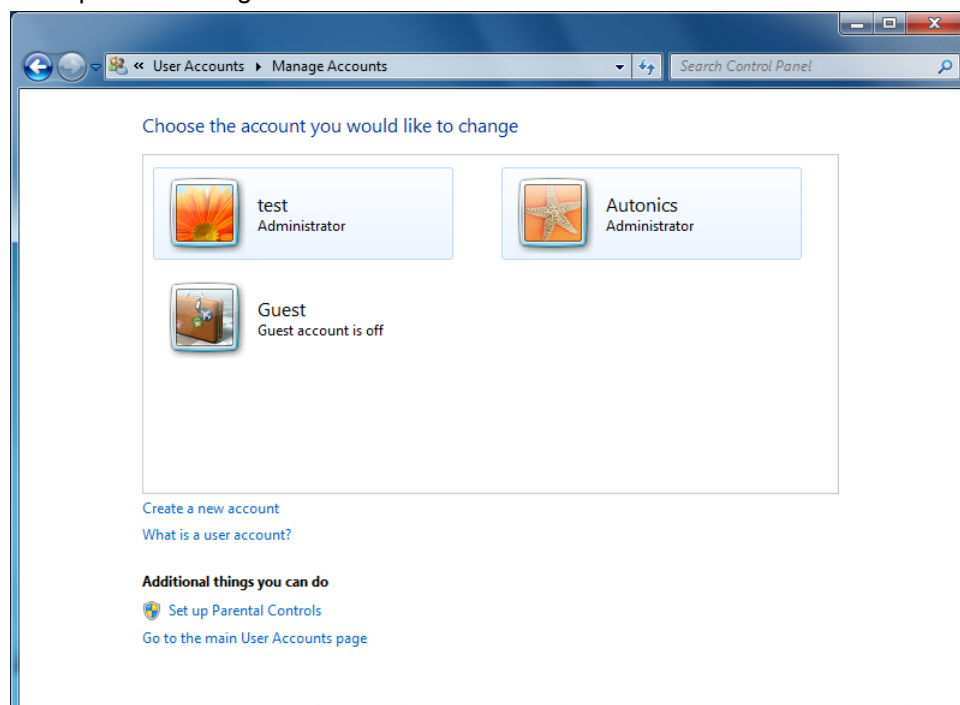 « User Accounts ▸ Manage Accounts
Search Control Panel
Choose the account you would like to change
test
Administrator
Autonics
Administrator
Guest
Guest account is off
Create a new account
What is a user account?
Additional things you can do
Set up Parental Controls
Go to the main User Accounts page